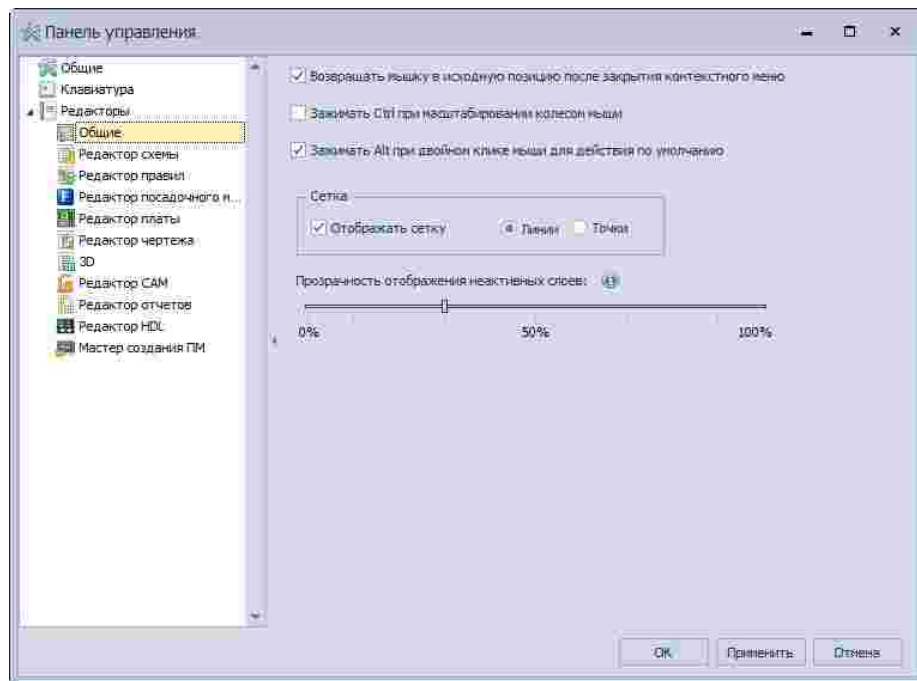 Панель управления
Общие
Клавиатура
Редакторы
Общие
Редактор схемы
Редактор правил
Редактор посадочного м...
Редактор платы
Редактор чертежа
3D
Редактор CAM
Редактор отчетов
Редактор HDL
Мастер создания ПМ
Возвращать мышку в исходную позицию после закрытия контекстного меню
Зажимать Ctrl при масштабировании колесом мыши
Зажимать Alt при двойном клике мыши для действия по умолчанию
Сетка
Отображать сетку Линии Точки
Прозрачность отображения неактивных слоев:
0% 50% 100%
OK Применить Отмена